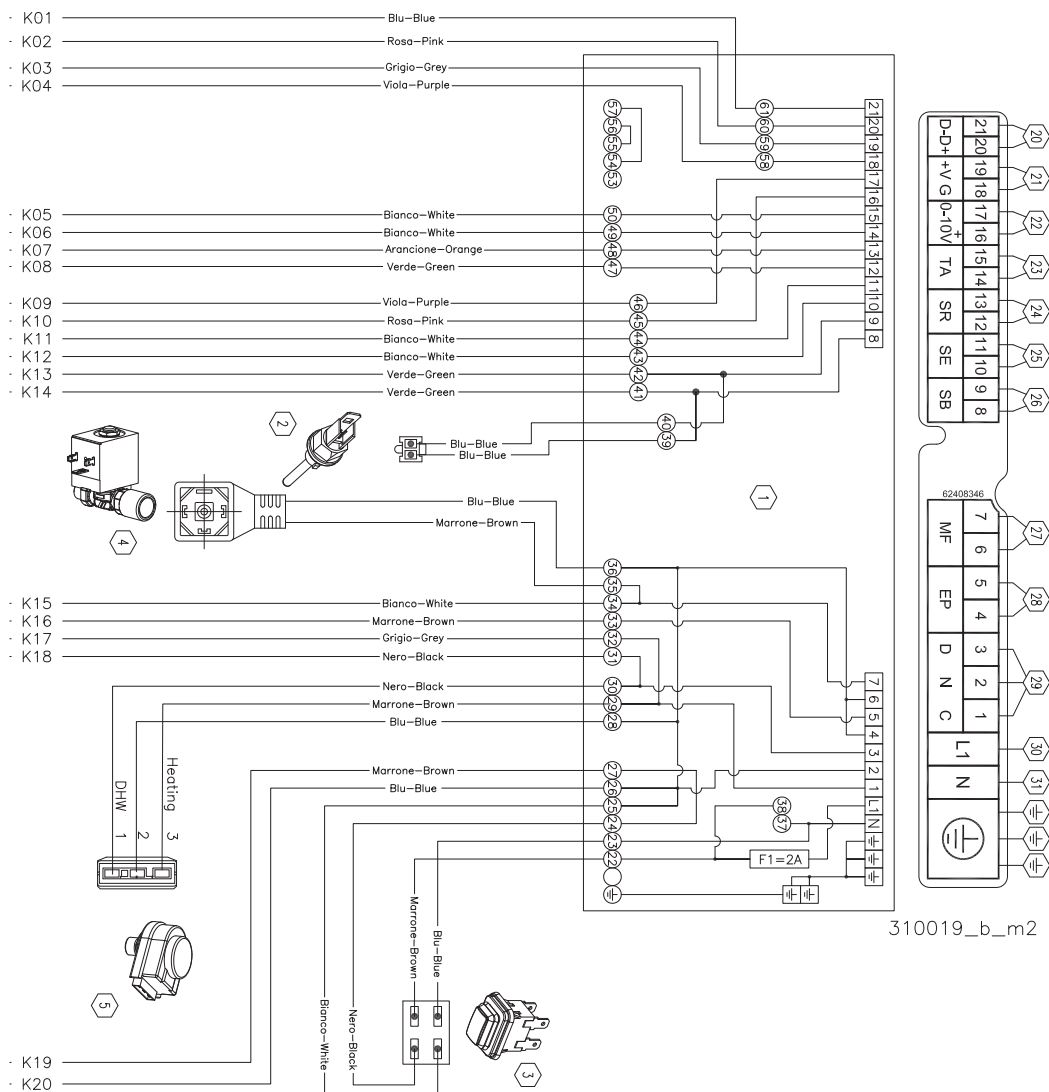 - K01 Blu-Blue
- K02 Rosa-Pink
- K03 Grigio-Grey
- K04 Viola-Purple
- K05 Bianco-White
- K06 Bianco-White
- K07 Arancione-Orange
- K08 Verde-Green
- K09 Viola-Purple
- K10 Rosa-Pink
- K11 Bianco-White
- K12 Bianco-White
- K13 Verde-Green
- K14 Verde-Green
Blu-Blue
Blu-Blue
Blu-Blue
Marrone-Brown
- K15 Bianco-White
- K16 Marrone-Brown
- K17 Grigio-Grey
- K18 Nero-Black
Nero-Black
Marrone-Brown
Blu-Blue
Marrone-Brown
Blu-Blue
- K19
- K20
Heating 3
2
DHW 1
Marrone-Brown
Blu-Blue
Bianco-White
Nero-Black
57
56
55
54
53
61
60
59
58
50
49
48
47
46
45
44
43
42
41
40
39
36
35
34
33
32
31
30
29
28
27
26
25
24
23
22
38
37
F1=2A
21
20
19
18
17
16
15
14
13
12
11
10
9
8
7
6
5
4
3
2
1
L1
N
1
2
3
4
5
D-D+ 21 20 20
+V G 19 18 21
0-10V + 17 16 22
TA 15 14 23
SR 13 12 24
SE 11 10 25
SB 9 8 26
62408346
MF 7 6 27
EP 5 4 28
D N C 3 2 1 29
L1 30
N 31
310019_b_m2